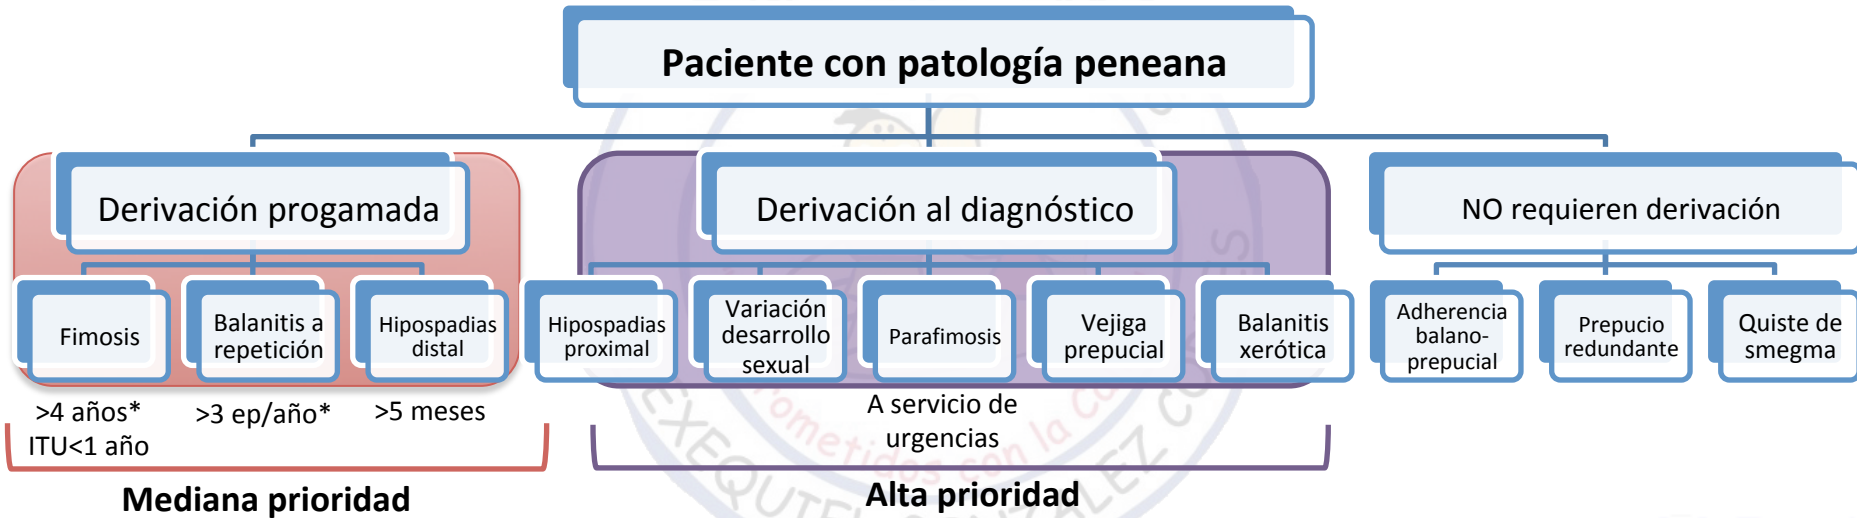 Paciente con patología peneana
Derivación progamada
Derivación al diagnóstico
NO requieren derivación
Fimosis
Balanitis a
repetición
Hipospadias
distal
Hipospadias
proximal
Variación
desarrollo
sexual
Parafimosis
Vejiga
prepucial
Balanitis
xerótica
Adherencia
balano-
prepucial
Prepucio
redundante
Quiste de
smegma
>4 años*
ITU<1 año
>3 ep/año*
>5 meses
A servicio de
urgencias
Mediana prioridad
Alta prioridad